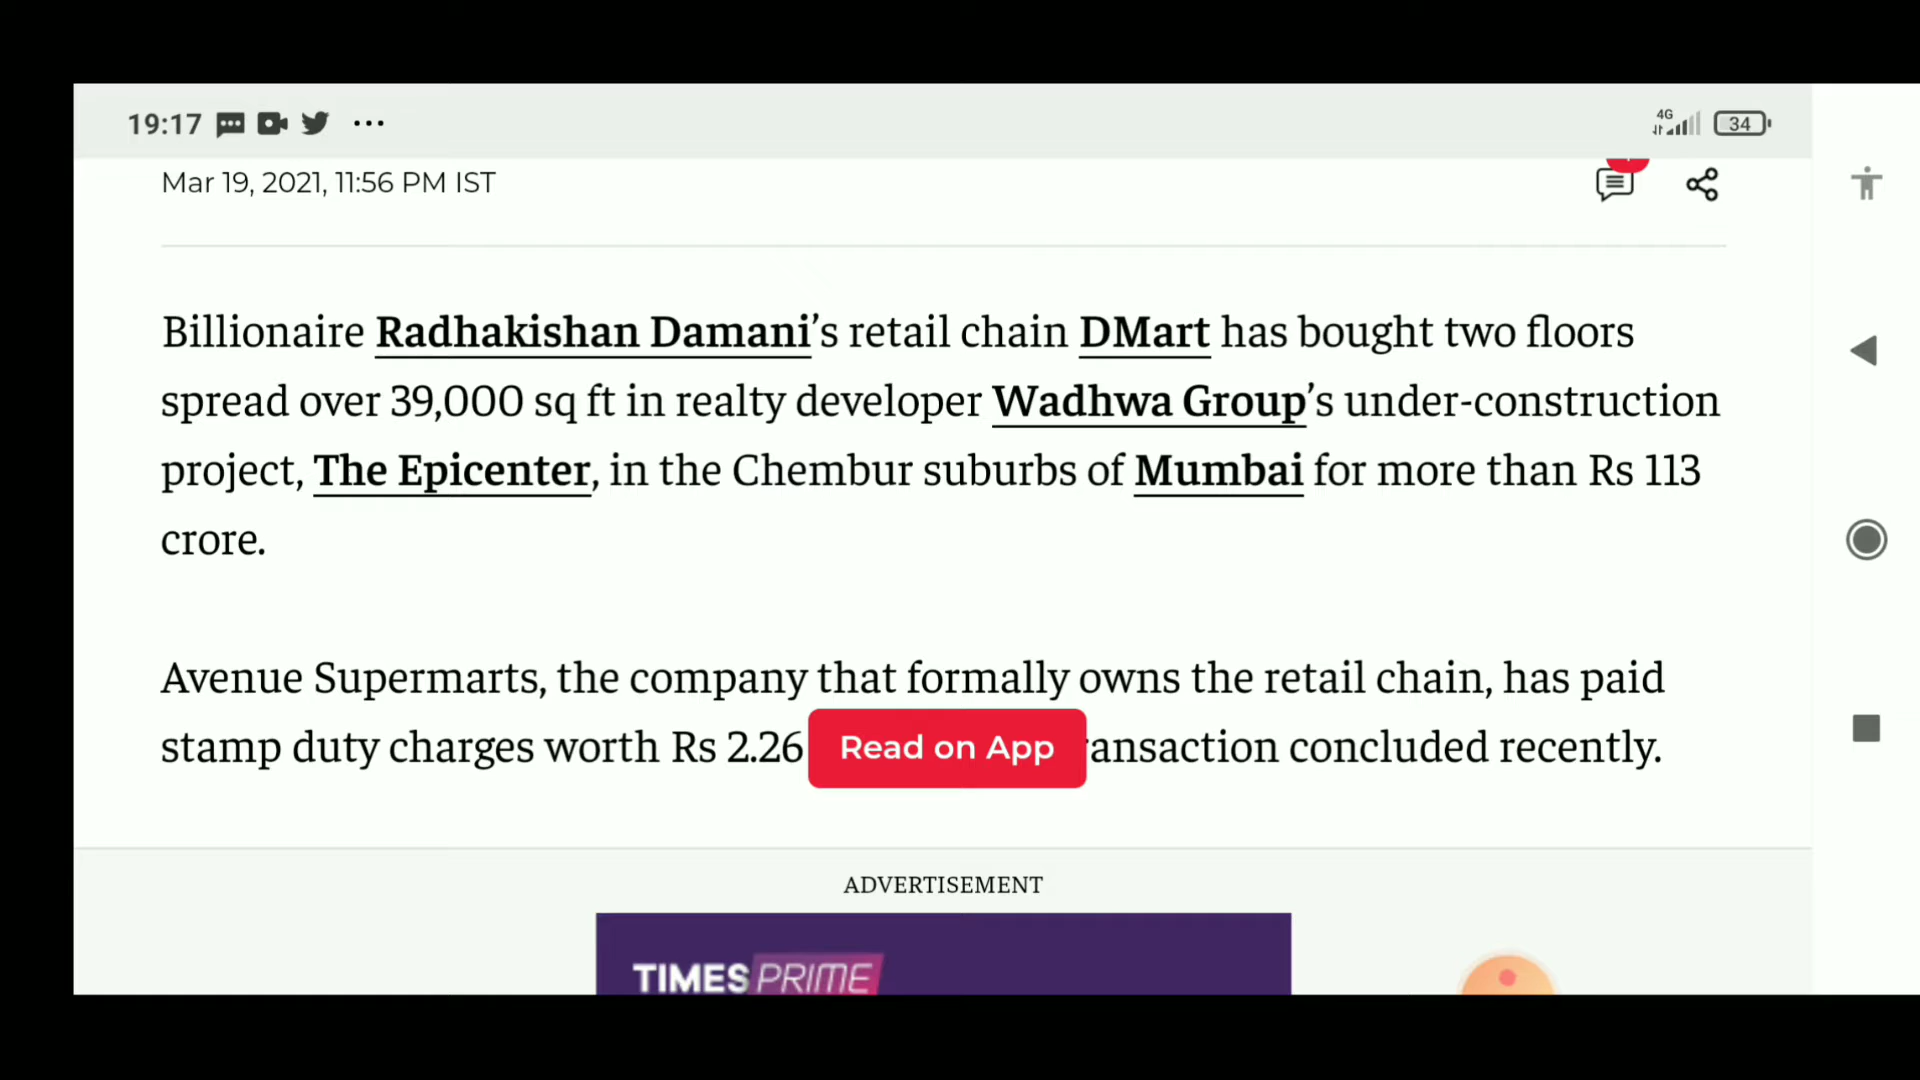 19:17 ... 4G 34
Mar 19, 2021, 11:56 PM IST
Billionaire Radhakishan Damani’s retail chain DMart has bought two floors
spread over 39,000 sq ft in realty developer Wadhwa Group’s under-construction
project, The Epicenter, in the Chembur suburbs of Mumbai for more than Rs 113
crore.
Avenue Supermarts, the company that formally owns the retail chain, has paid
stamp duty charges worth Rs 2.26 Read on App ansaction concluded recently.
ADVERTISEMENT
TIMES PRIME